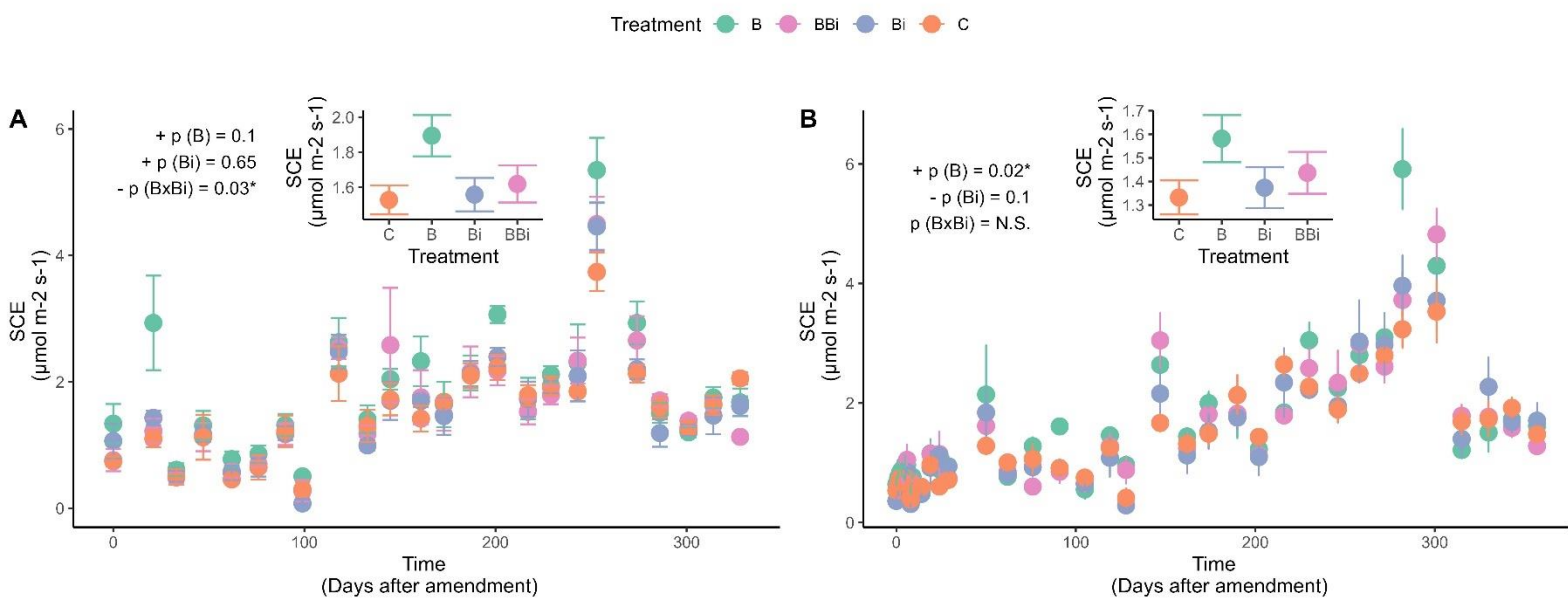 Treatment B BBi Bi C
A
+ p (B) = 0.1
+ p (Bi) = 0.65
- p (BxBi) = 0.03*
SCE
(µmol m-2 s-1)
2.0
1.8
1.6
C B Bi BBi
Treatment
SCE
(µmol m-2 s-1)
6
4
2
0
0 100 200 300
Time
(Days after amendment)
B
+ p (B) = 0.02*
- p (Bi) = 0.1
p (BxBi) = N.S.
SCE
(µmol m-2 s-1)
1.7
1.6
1.5
1.4
1.3
C B Bi BBi
Treatment
SCE
(µmol m-2 s-1)
6
4
2
0
0 100 200 300
Time
(Days after amendment)